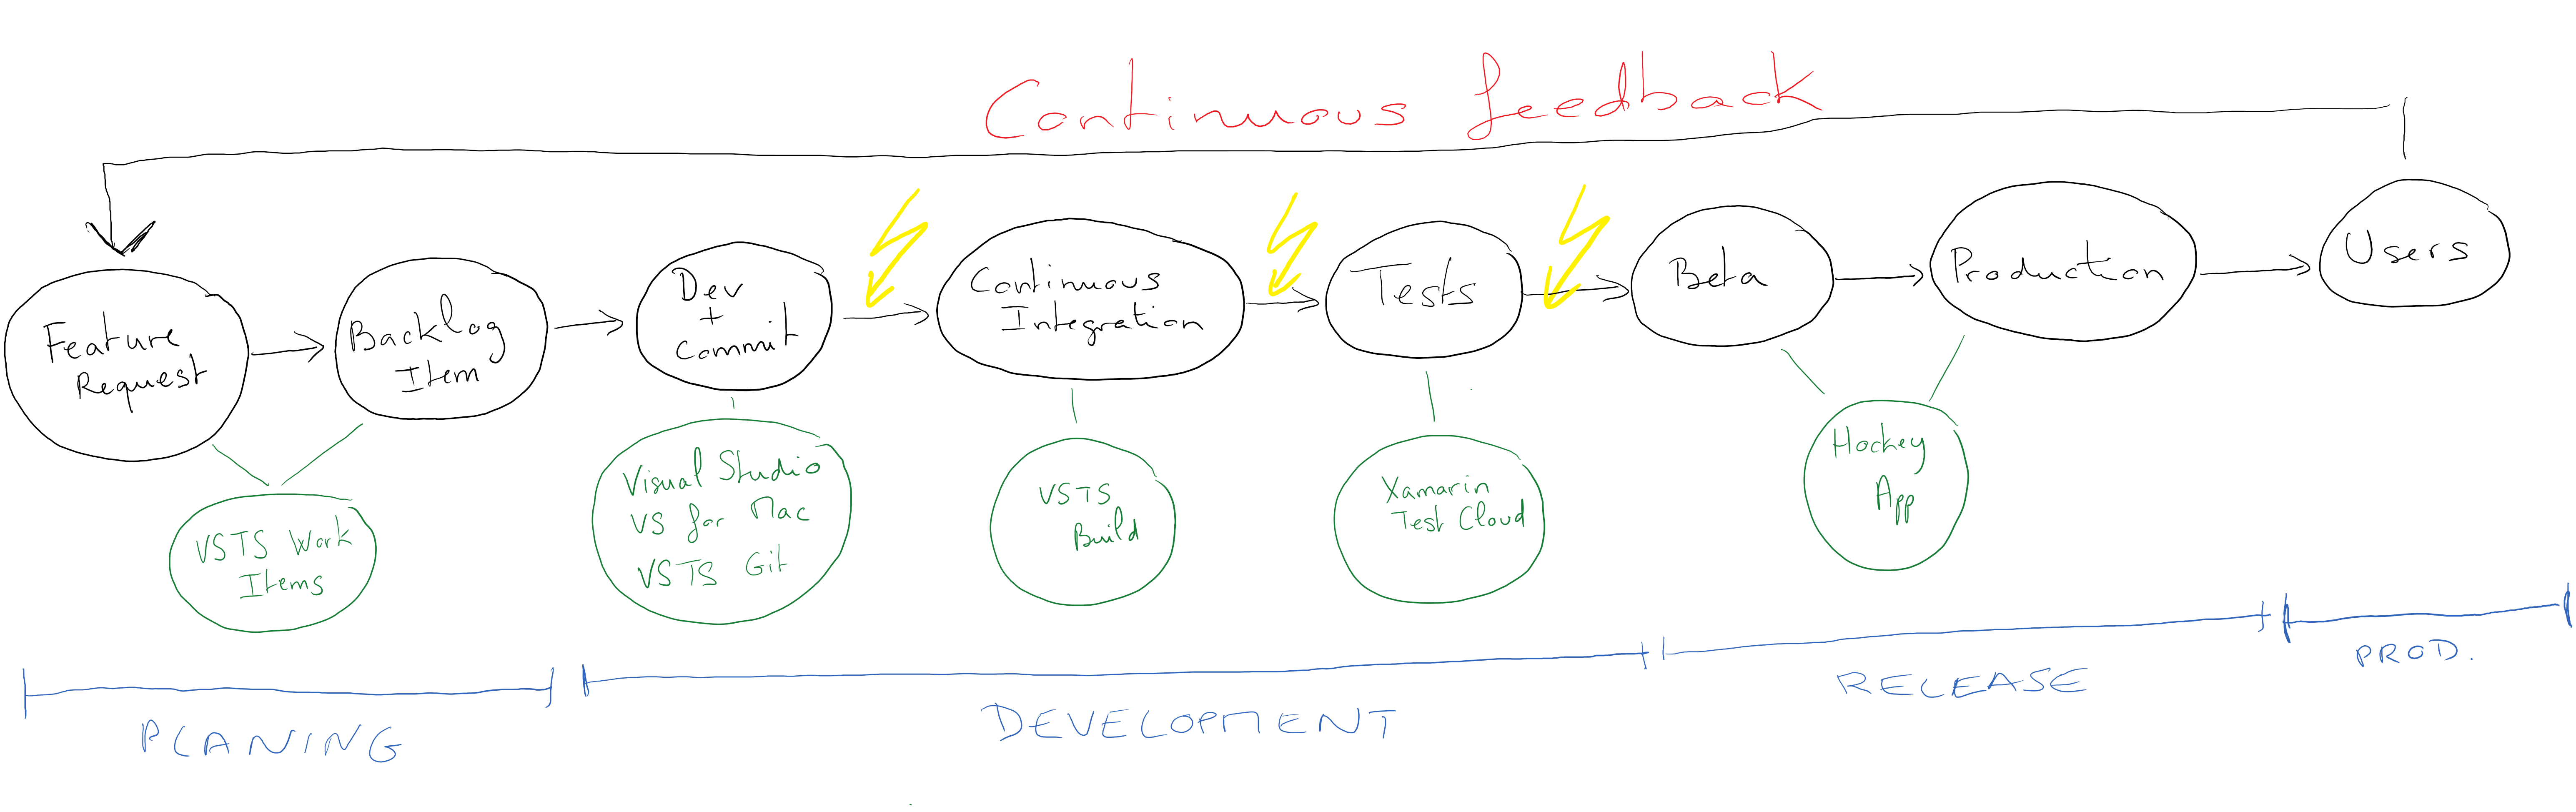 Continuous feedback
Feature
Request
Backlog
Item
Dev
+
Commit
Continuous
Integration
Tests
Beta
Production
Users
VSTS Work
Items
Visual Studio
VS for Mac
VSTS Git
VSTS
Build
Xamarin
Test Cloud
Hockey
App
PLANING
DEVELOPMENT
RELEASE
PROD.